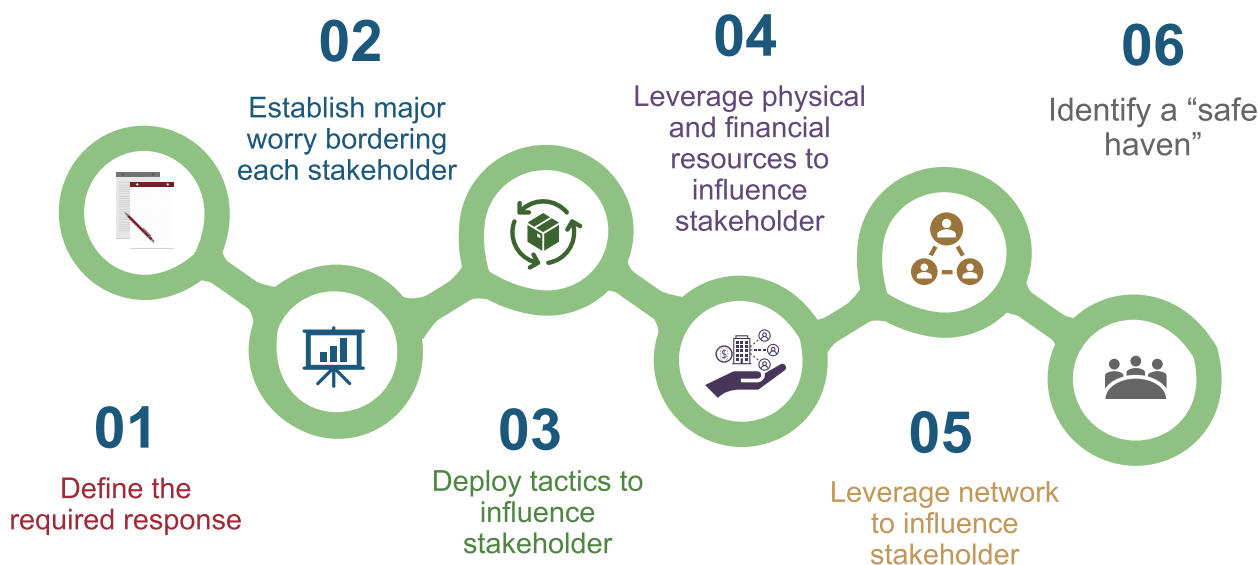 01
Define the
required response
02
Establish major
worry bordering
each stakeholder
03
Deploy tactics to
influence
stakeholder
04
Leverage physical
and financial
resources to
influence
stakeholder
05
Leverage network
to influence
stakeholder
06
Identify a “safe
haven”
$